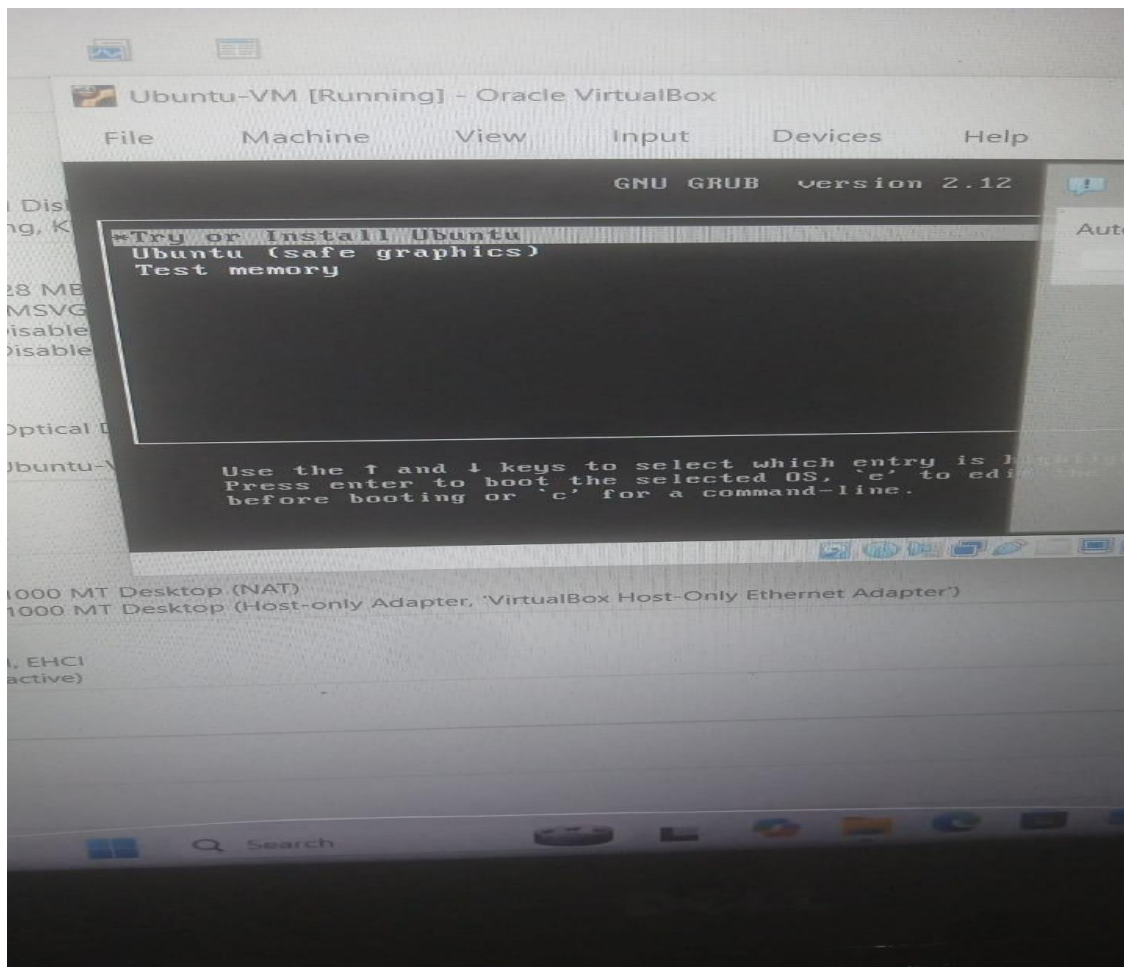 Ubuntu-VM [Running] - Oracle VirtualBox
File Machine View Input Devices Help
GNU GRUB version 2.12
*Try or Install Ubuntu
Ubuntu (safe graphics)
Test memory
Use the ↑ and ↓ keys to select which entry is
Press enter to boot the selected OS, `e' to
before booting or `c' for a command-line.
28 MB
Optical
1000 MT Desktop (NAT)
1000 MT Desktop (Host-only Adapter, 'VirtualBox Host-Only Ethernet Adapter')
EHCI
active)
Search